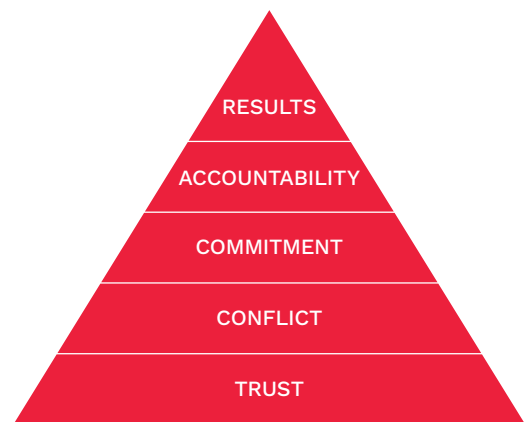 RESULTS
ACCOUNTABILITY
COMMITMENT
CONFLICT
TRUST